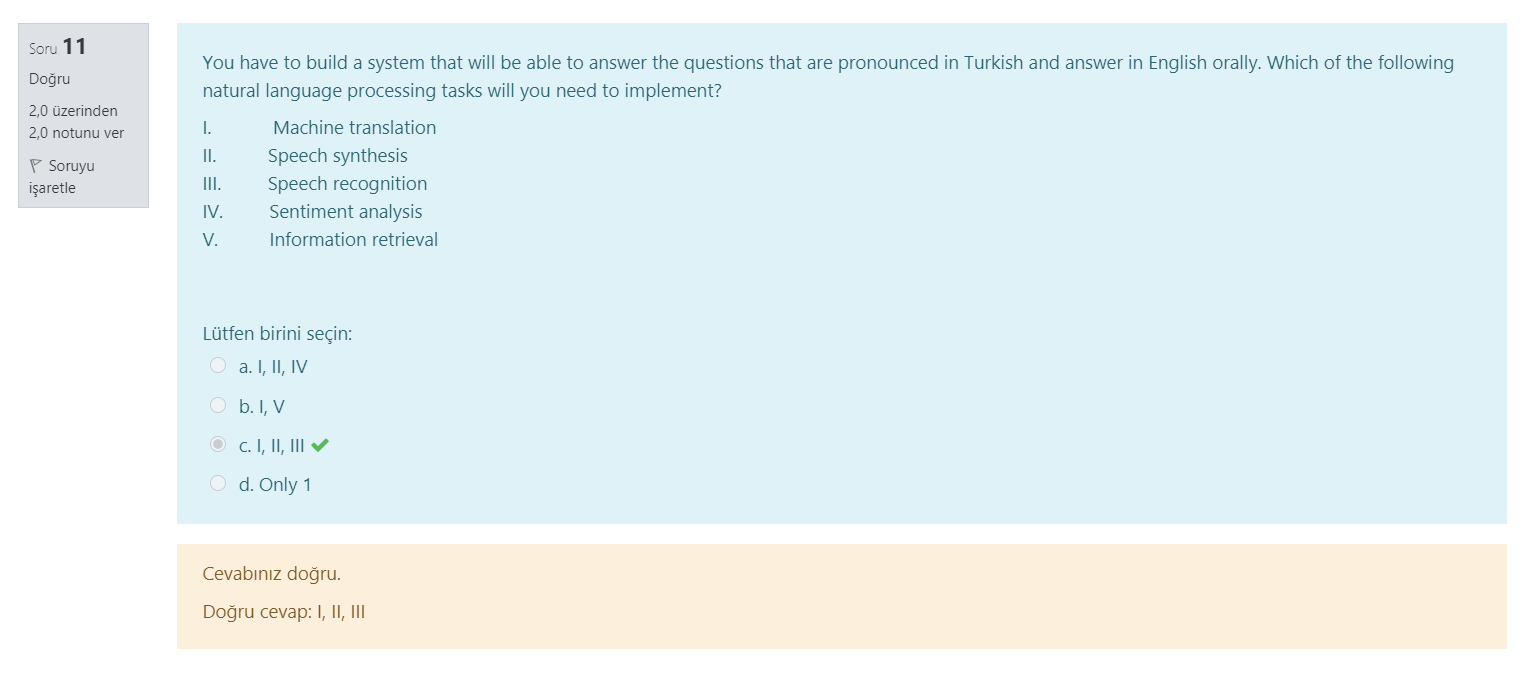 Soru 11
Doğru
2,0 üzerinden
2,0 notunu ver
Soruyu
işaretle
You have to build a system that will be able to answer the questions that are pronounced in Turkish and answer in English orally. Which of the following
natural language processing tasks will you need to implement?
I. Machine translation
II. Speech synthesis
III. Speech recognition
IV. Sentiment analysis
V. Information retrieval
Lütfen birini seçin:
a. I, II, IV
b. I, V
c. I, II, III
d. Only 1
Cevabınız doğru.
Doğru cevap: I, II, III